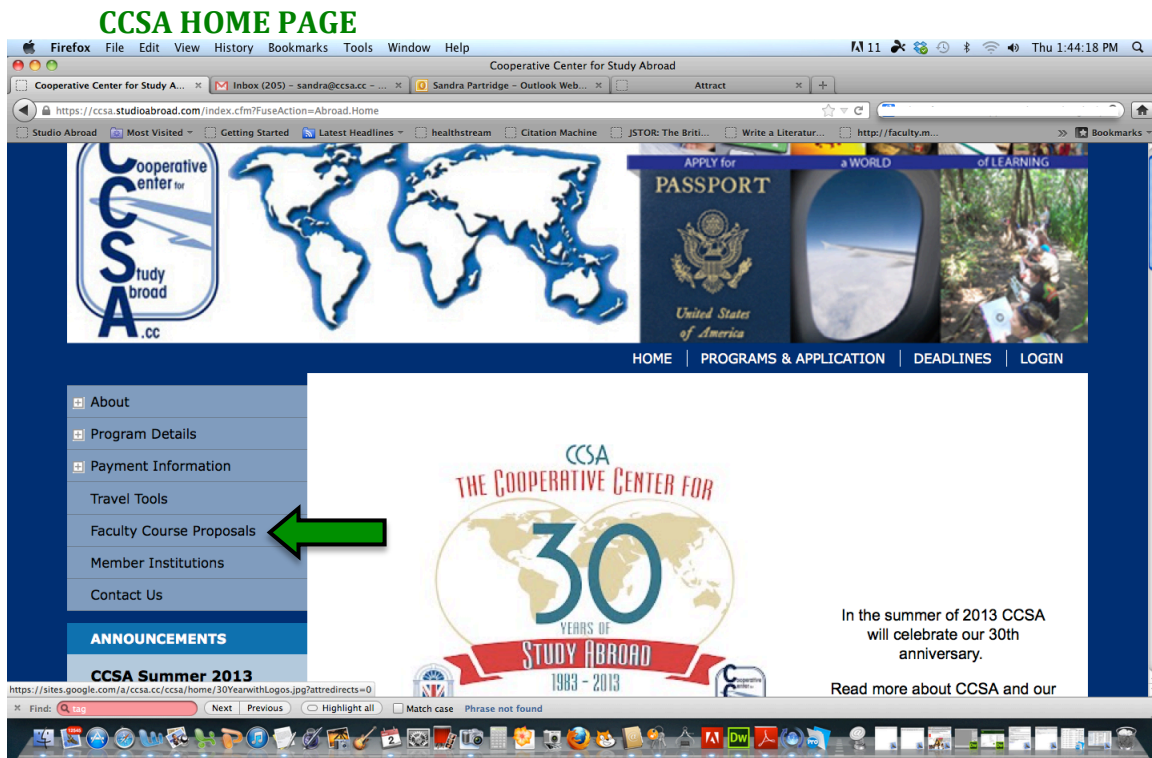 CCSA HOME PAGE
Firefox File Edit View History Bookmarks Tools Window Help
11
Thu 1:44:18 PM
Cooperative Center for Study Abroad
Cooperative Center for Study A...
Inbox (205) – sandra@ccsa.cc – ...
Sandra Partridge – Outlook Web...
Attract
https://ccsa.studioabroad.com/index.cfm?FuseAction=Abroad.Home
Studio Abroad
Most Visited
Getting Started
Latest Headlines
healthstream
Citation Machine
JSTOR: The Briti...
Write a Literatur...
http://faculty.m...
Bookmarks
Cooperative
Center for
Study
Abroad
.cc
APPLY for
a WORLD
of LEARNING
PASSPORT
United States
of America
HOME | PROGRAMS & APPLICATION | DEADLINES | LOGIN
About
Program Details
Payment Information
Travel Tools
Faculty Course Proposals
Member Institutions
Contact Us
ANNOUNCEMENTS
CCSA Summer 2013
CCSA
THE COOPERATIVE CENTER FOR
30
YEARS OF
STUDY ABROAD
1983 – 2013
In the summer of 2013 CCSA
will celebrate our 30th
anniversary.
Read more about CCSA and our
https://sites.google.com/a/ccsa.cc/ccsa/home/30YearwithLogos.jpg?attredirects=0
Find: tag
Next
Previous
Highlight all
Match case
Phrase not found